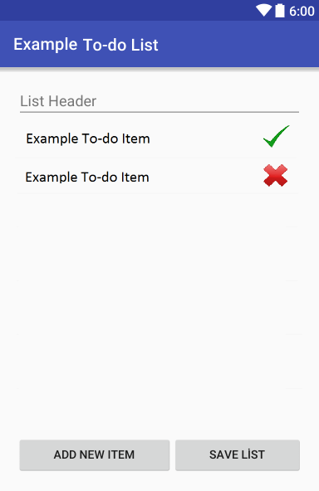 6:00
Example To-do List
List Header
Example To-do Item
Example To-do Item
ADD NEW ITEM
SAVE LİST